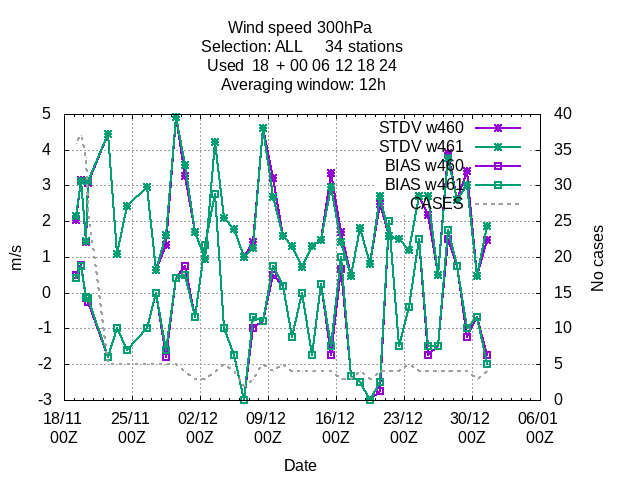 Wind speed 300hPa
Selection: ALL 34 stations
Used 18 + 00 06 12 18 24
Averaging window: 12h
STDV w460
STDV w461
BIAS w460
BIAS w461
CASES
5
4
3
2
1
0
-1
-2
-3
m/s
40
35
30
25
20
15
10
5
0
No cases
18/11 25/11 02/12 09/12 16/12 23/12 30/12 06/01
00Z 00Z 00Z 00Z 00Z 00Z 00Z 00Z
Date